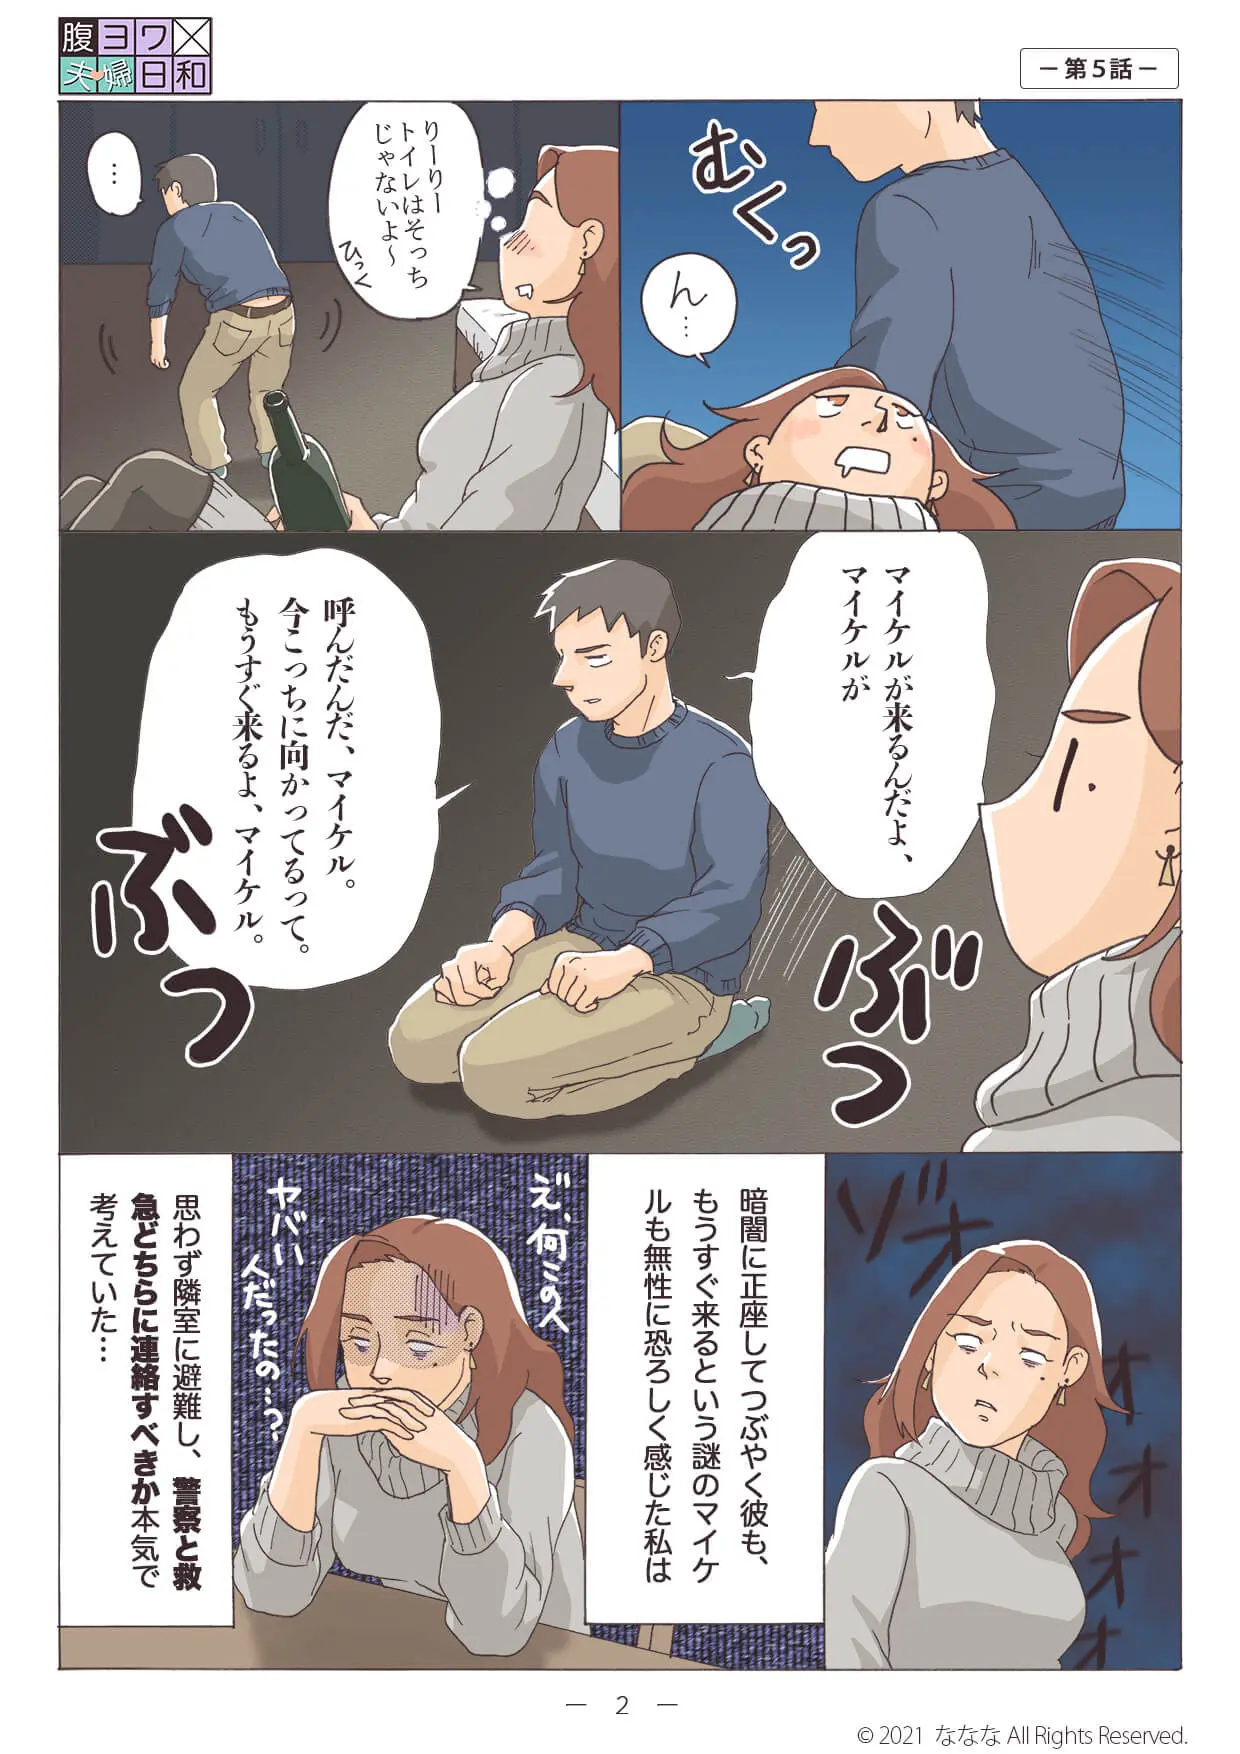 腹ヨワ
夫婦日和
－第5話－
むくっ
ん…
りーりー
トイレはそっち
じゃないよ～
ひっく
…
マイケルが来るんだよ、
マイケルが
ぶつ
呼んだんだ、マイケル。
今こっちに向かってるって。
もうすぐ来るよ、マイケル。
ぶつ
ゾオオオオオ
暗闇に正座してつぶやく彼も、
もうすぐ来るという謎のマイケ
ルも無性に恐ろしく感じた私は
え、何この人
ヤバい人だったの…?
思わず隣室に避難し、警察と救
急どちらに連絡すべきか本気で
考えていた…
－ 2 －
© 2021 ななな All Rights Reserved.